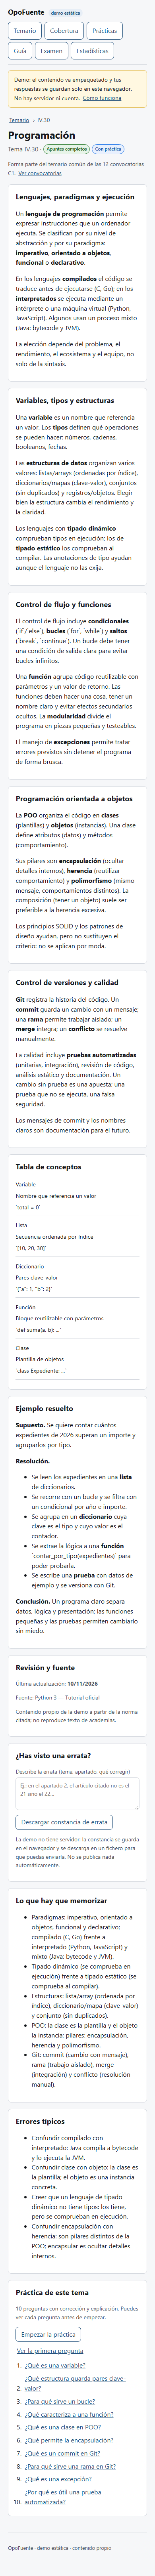 OpoFuente demo estática
Temario Cobertura Prácticas
Guía Examen Estadísticas
Demo: el contenido va empaquetado y tus
respuestas se guardan solo en este navegador.
No hay servidor ni cuenta. Cómo funciona
Temario › IV.30
Programación
Tema IV.30 · Apuntes completos Con práctica
Forma parte del temario común de las 12 convocatorias
C1. Ver convocatorias
Lenguajes, paradigmas y ejecución
Un lenguaje de programación permite
expresar instrucciones que un ordenador
ejecuta. Se clasifican por su nivel de
abstracción y por su paradigma:
imperativo, orientado a objetos,
funcional o declarativo.
En los lenguajes compilados el código se
traduce antes de ejecutarse (C, Go); en los
interpretados se ejecuta mediante un
intérprete o una máquina virtual (Python,
JavaScript). Algunos usan un proceso mixto
(Java: bytecode y JVM).
La elección depende del problema, el
rendimiento, el ecosistema y el equipo, no
solo de la sintaxis.
Variables, tipos y estructuras
Una variable es un nombre que referencia
un valor. Los tipos definen qué operaciones
se pueden hacer: números, cadenas,
booleanos, fechas.
Las estructuras de datos organizan varios
valores: listas/arrays (ordenadas por índice),
diccionarios/mapas (clave-valor), conjuntos
(sin duplicados) y registros/objetos. Elegir
bien la estructura cambia el rendimiento y
la claridad.
Los lenguajes con tipado dinámico
comprueban tipos en ejecución; los de
tipado estático los comprueban al
compilar. Las anotaciones de tipo ayudan
aunque el lenguaje no las exija.
Control de flujo y funciones
El control de flujo incluye condicionales
(`if`/`else`), bucles (`for`, `while`) y saltos
(`break`, `continue`). Un bucle debe tener
una condición de salida clara para evitar
bucles infinitos.
Una función agrupa código reutilizable con
parámetros y un valor de retorno. Las
funciones deben hacer una cosa, tener un
nombre claro y evitar efectos secundarios
ocultos. La modularidad divide el
programa en piezas pequeñas y testeables.
El manejo de excepciones permite tratar
errores previstos sin detener el programa
de forma brusca.
Programación orientada a objetos
La POO organiza el código en clases
(plantillas) y objetos (instancias). Una clase
define atributos (datos) y métodos
(comportamiento).
Sus pilares son encapsulación (ocultar
detalles internos), herencia (reutilizar
comportamiento) y polimorfismo (mismo
mensaje, comportamientos distintos). La
composición (tener un objeto) suele ser
preferible a la herencia excesiva.
Los principios SOLID y los patrones de
diseño ayudan, pero no sustituyen el
criterio: no se aplican por moda.
Control de versiones y calidad
Git registra la historia del código. Un
commit guarda un cambio con un mensaje;
una rama permite trabajar aislado; un
merge integra; un conflicto se resuelve
manualmente.
La calidad incluye pruebas automatizadas
(unitarias, integración), revisión de código,
análisis estático y documentación. Un
código sin pruebas es una apuesta; una
prueba que no se ejecuta, una falsa
seguridad.
Los mensajes de commit y los nombres
claros son documentación para el futuro.
Tabla de conceptos
Variable
Nombre que referencia un valor
`total = 0`
Lista
Secuencia ordenada por índice
`[10, 20, 30]`
Diccionario
Pares clave-valor
`{"a": 1, "b": 2}`
Función
Bloque reutilizable con parámetros
`def suma(a, b): ...`
Clase
Plantilla de objetos
`class Expediente: ...`
Ejemplo resuelto
Supuesto. Se quiere contar cuántos
expedientes de 2026 superan un importe y
agruparlos por tipo.
Resolución.
• Se leen los expedientes en una lista
de diccionarios.
• Se recorre con un bucle y se filtra con
un condicional por año e importe.
• Se agrupa en un diccionario cuya
clave es el tipo y cuyo valor es el
contador.
• Se extrae la lógica a una función
`contar_por_tipo(expedientes)` para
poder probarla.
• Se escribe una prueba con datos de
ejemplo y se versiona con Git.
Conclusión. Un programa claro separa
datos, lógica y presentación; las funciones
pequeñas y las pruebas permiten cambiarlo
sin miedo.
Revisión y fuente
Última actualización: 10/11/2026
Fuente: Python 3 — Tutorial oficial
Contenido propio de la demo a partir de la norma
citada; no reproduce texto de academias.
¿Has visto una errata?
Describe la errata (tema, apartado, qué corregir)
Ej.: en el apartado 2, el artículo citado no es el
21 sino el 22...
Descargar constancia de errata
La demo no tiene servidor: la constancia se guarda
en el navegador y se descarga en un fichero para
que puedas enviarla. No se publica nada
automáticamente.
Lo que hay que memorizar
• Paradigmas: imperativo, orientado a
objetos, funcional y declarativo;
compilado (C, Go) frente a
interpretado (Python, JavaScript) y
mixto (Java: bytecode y JVM).
• Tipado dinámico (se comprueba en
ejecución) frente a tipado estático (se
comprueba al compilar).
• Estructuras: lista/array (ordenada por
índice), diccionario/mapa (clave-valor)
y conjunto (sin duplicados).
• POO: la clase es la plantilla y el objeto
la instancia; pilares: encapsulación,
herencia y polimorfismo.
• Git: commit (cambio con mensaje),
rama (trabajo aislado), merge
(integración) y conflicto (resolución
manual).
Errores típicos
• Confundir compilado con
interpretado: Java compila a bytecode
y lo ejecuta la JVM.
• Confundir clase con objeto: la clase es
la plantilla; el objeto es una instancia
concreta.
• Creer que un lenguaje de tipado
dinámico no tiene tipos: los tiene,
pero se comprueban en ejecución.
• Confundir encapsulación con
herencia: son pilares distintos de la
POO; encapsular es ocultar detalles
internos.
Práctica de este tema
10 preguntas con corrección y explicación. Puedes
ver cada pregunta antes de empezar.
Empezar la práctica
Ver la primera pregunta
1. ¿Qué es una variable?
2. ¿Qué estructura guarda pares clave-
valor?
3. ¿Para qué sirve un bucle?
4. ¿Qué caracteriza a una función?
5. ¿Qué es una clase en POO?
6. ¿Qué permite la encapsulación?
7. ¿Qué es un commit en Git?
8. ¿Para qué sirve una rama en Git?
9. ¿Qué es una excepción?
10. ¿Por qué es útil una prueba
automatizada?
OpoFuente · demo estática · contenido propio